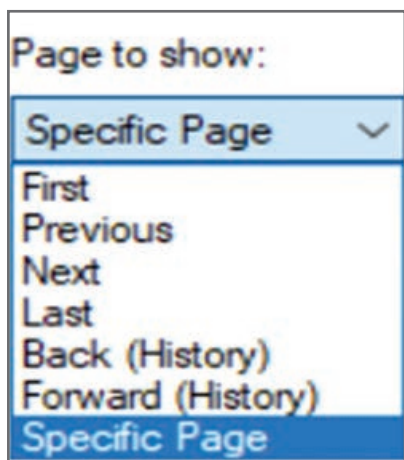 Page to show:
Specific Page
First
Previous
Next
Last
Back (History)
Forward (History)
Specific Page